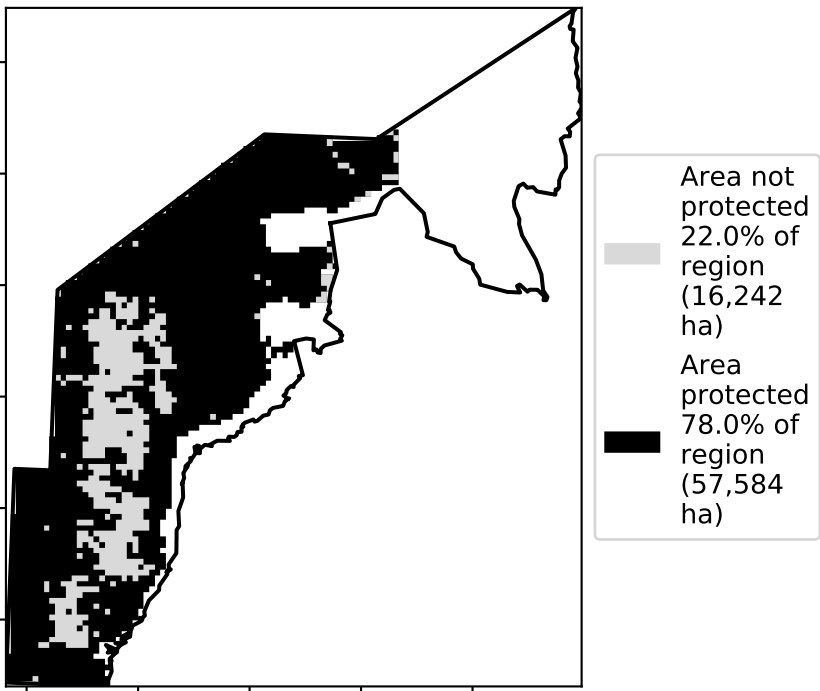 Area not
protected
22.0% of
region
(16,242
ha)
Area
protected
78.0% of
region
(57,584
ha)